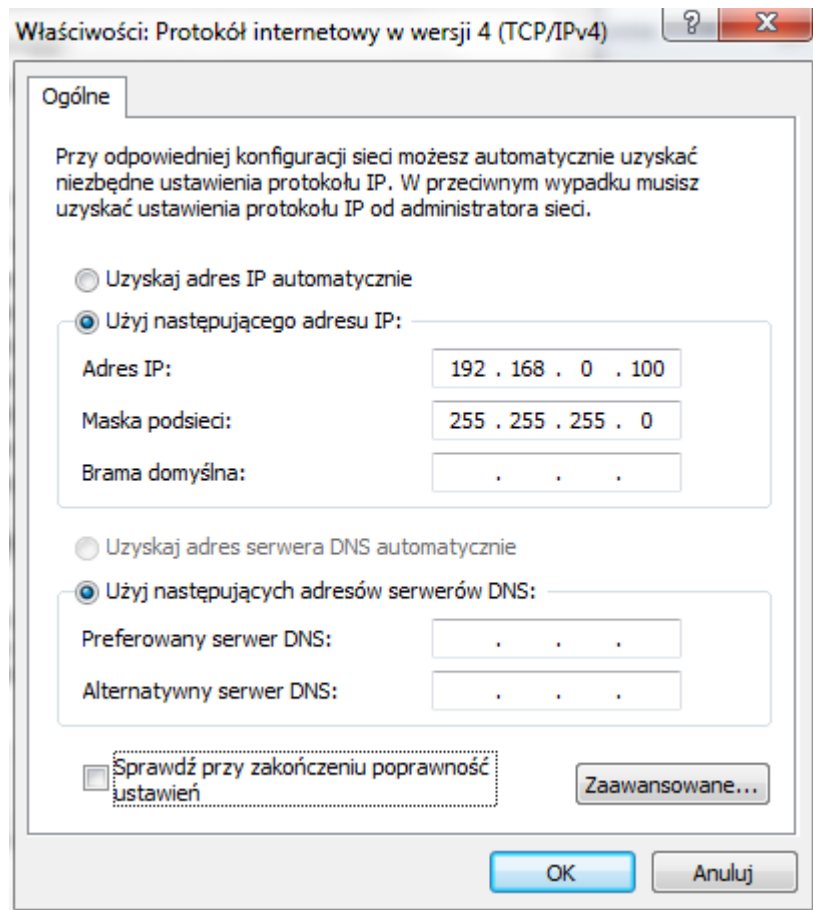 Właściwości: Protokół internetowy w wersji 4 (TCP/IPv4)
Ogólne
Przy odpowiedniej konfiguracji sieci możesz automatycznie uzyskać
niezbędne ustawienia protokołu IP. W przeciwnym wypadku musisz
uzyskać ustawienia protokołu IP od administratora sieci.
Uzyskaj adres IP automatycznie
Użyj następującego adresu IP:
Adres IP: 192 . 168 . 0 . 100
Maska podsieci: 255 . 255 . 255 . 0
Brama domyślna: . . .
Uzyskaj adres serwera DNS automatycznie
Użyj następujących adresów serwerów DNS:
Preferowany serwer DNS: . . .
Alternatywny serwer DNS: . . .
Sprawdź przy zakończeniu poprawność
ustawień
Zaawansowane...
OK Anuluj